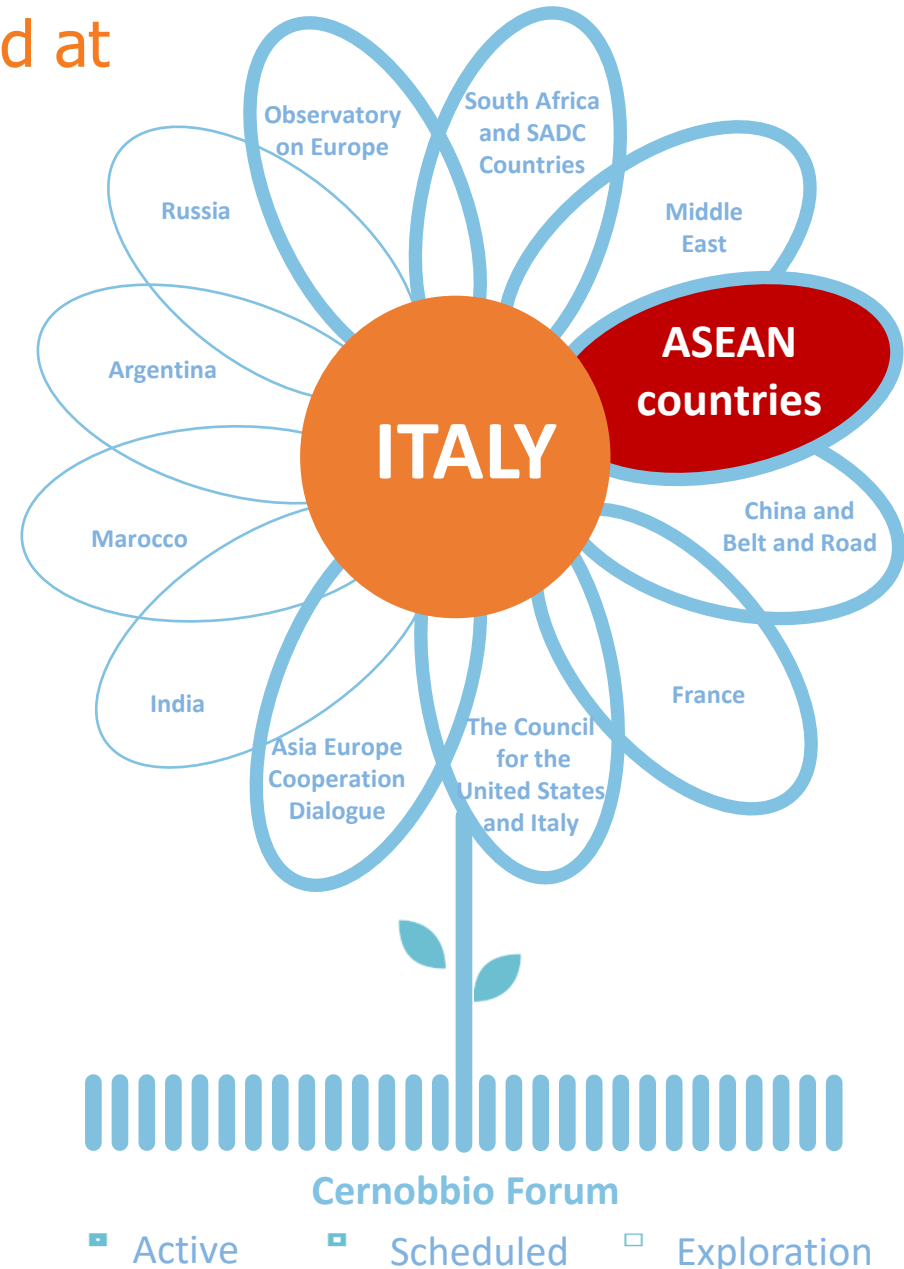 d at
Observatory
on Europe
South Africa
and SADC
Countries
Russia
Middle
East
ASEAN
countries
Argentina
ITALY
China and
Belt and Road
Marocco
India
France
Asia Europe
Cooperation
Dialogue
The Council
for the
United States
and Italy
Cernobbio Forum
Active
Scheduled
Exploration